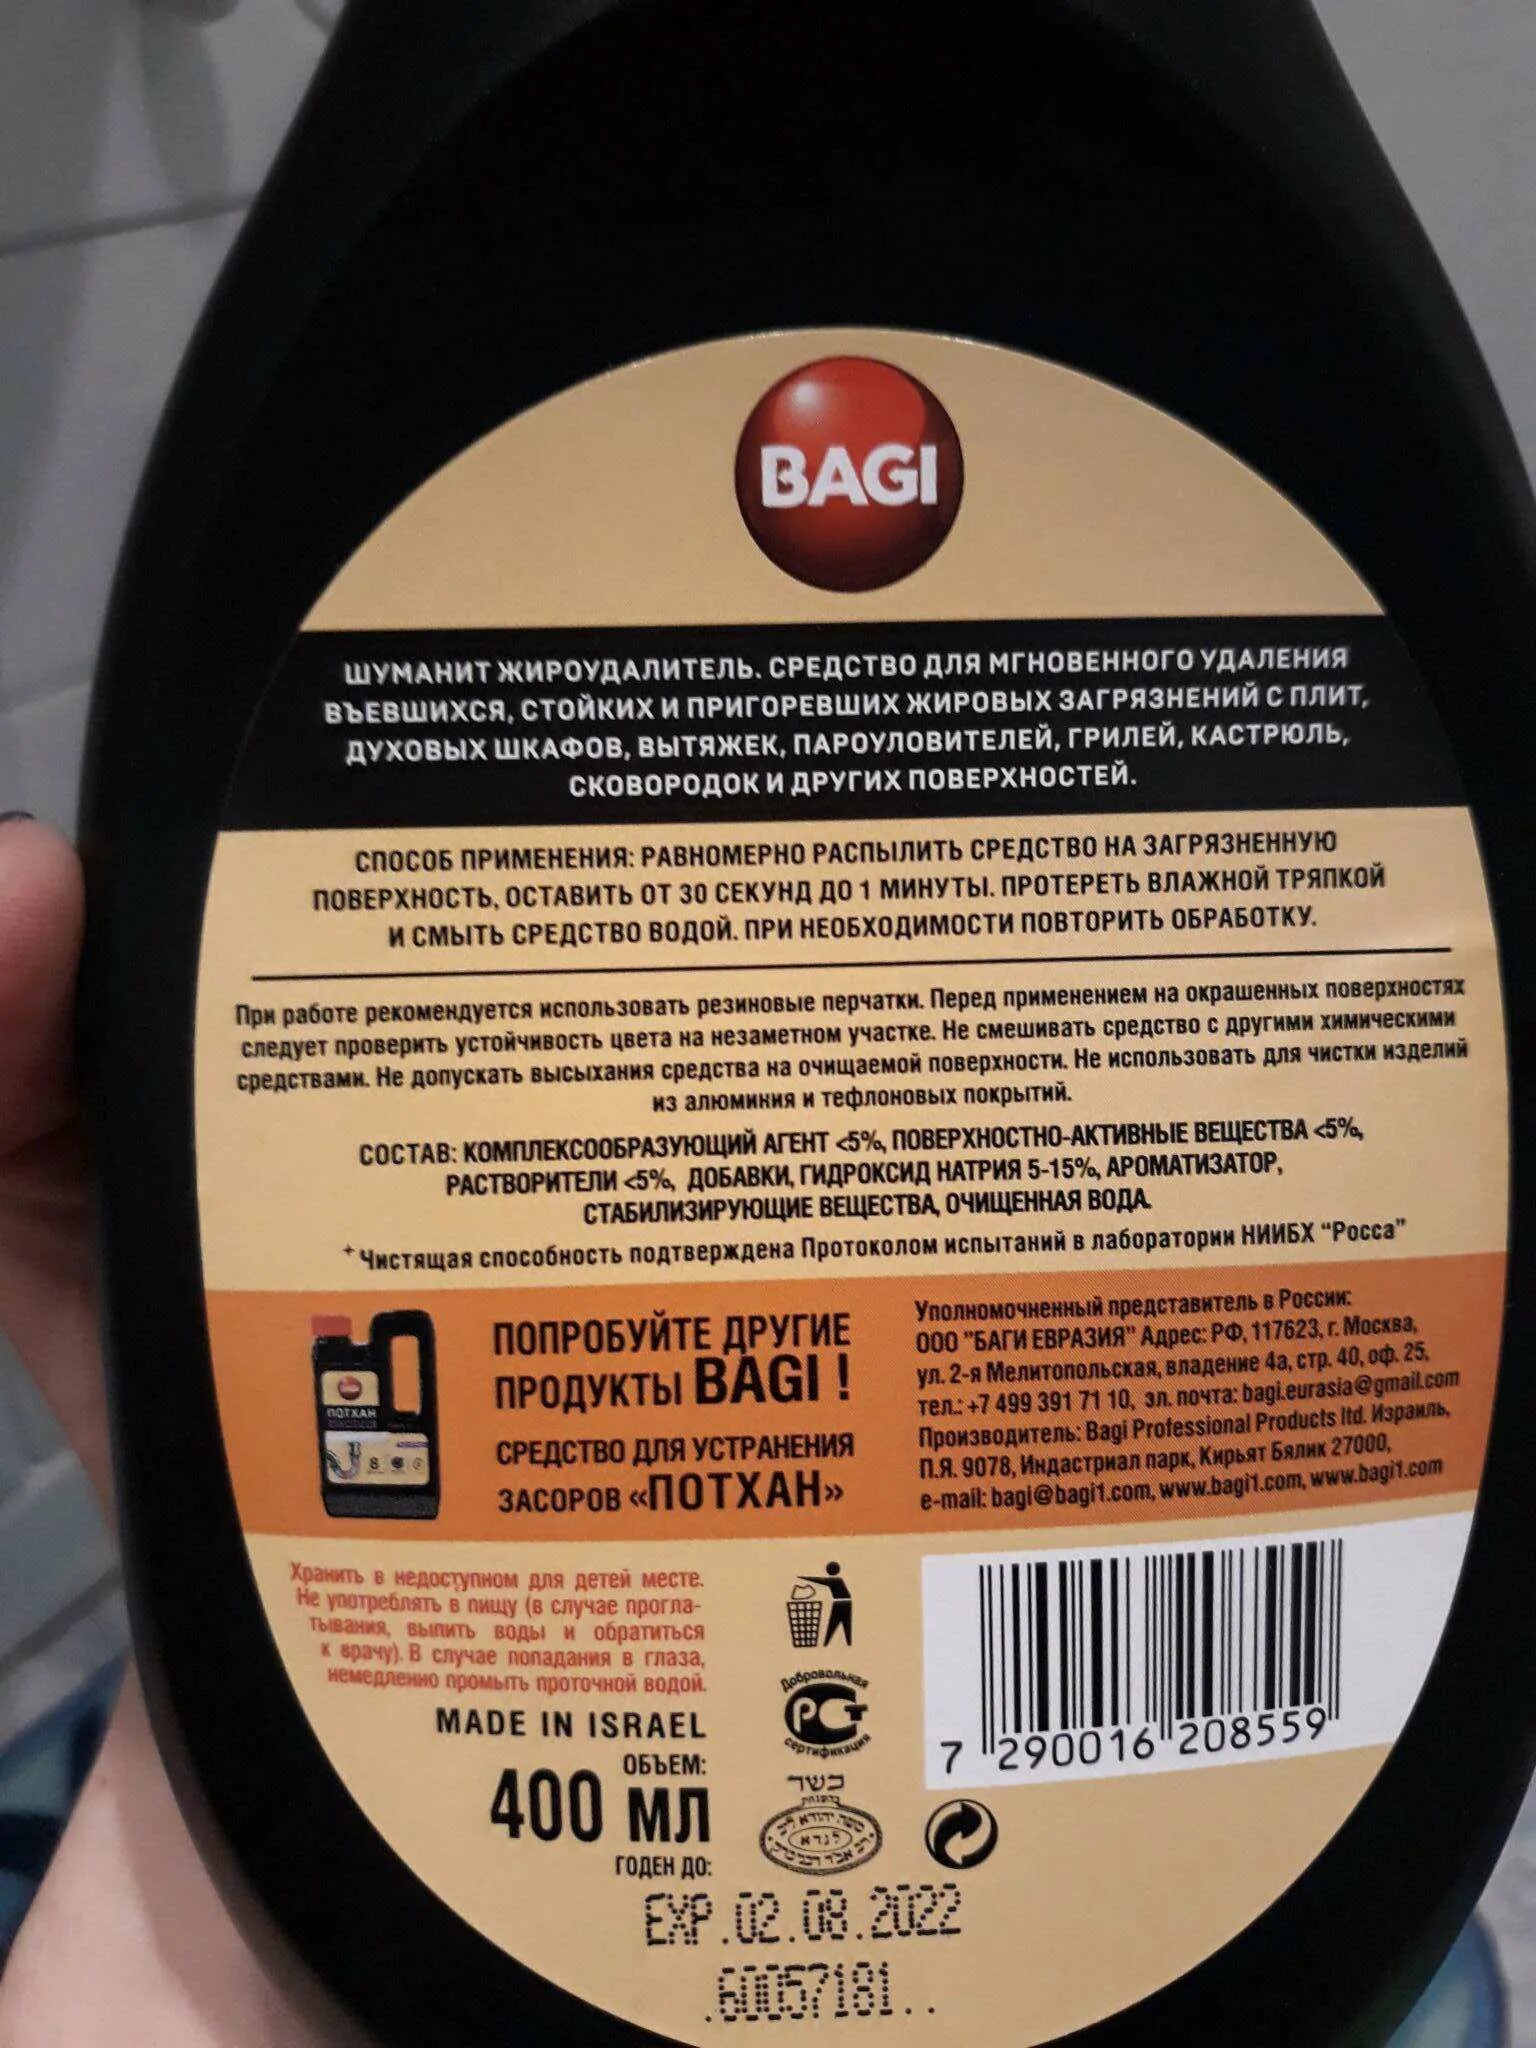 BAGI
ШУМАНИТ ЖИРОУДАЛИТЕЛЬ. СРЕДСТВО ДЛЯ МГНОВЕННОГО УДАЛЕНИЯ
ВЪЕВШИХСЯ, СТОЙКИХ И ПРИГОРЕВШИХ ЖИРОВЫХ ЗАГРЯЗНЕНИЙ С ПЛИТ,
ДУХОВЫХ ШКАФОВ, ВЫТЯЖЕК, ПАРОУЛОВИТЕЛЕЙ, ГРИЛЕЙ, КАСТРЮЛЬ,
СКОВОРОДОК И ДРУГИХ ПОВЕРХНОСТЕЙ.
СПОСОБ ПРИМЕНЕНИЯ: РАВНОМЕРНО РАСПЫЛИТЬ СРЕДСТВО НА ЗАГРЯЗНЕННУЮ
ПОВЕРХНОСТЬ, ОСТАВИТЬ ОТ 30 СЕКУНД ДО 1 МИНУТЫ. ПРОТЕРЕТЬ ВЛАЖНОЙ ТРЯПКОЙ
И СМЫТЬ СРЕДСТВО ВОДОЙ. ПРИ НЕОБХОДИМОСТИ ПОВТОРИТЬ ОБРАБОТКУ.
При работе рекомендуется использовать резиновые перчатки. Перед применением на окрашенных поверхностях
следует проверить устойчивость цвета на незаметном участке. Не смешивать средство с другими химическими
средствами. Не допускать высыхания средства на очищаемой поверхности. Не использовать для чистки изделий
из алюминия и тефлоновых покрытий.
СОСТАВ: КОМПЛЕКСООБРАЗУЮЩИЙ АГЕНТ <5%, ПОВЕРХНОСТНО-АКТИВНЫЕ ВЕЩЕСТВА <5%,
РАСТВОРИТЕЛИ <5%, ДОБАВКИ, ГИДРОКСИД НАТРИЯ 5-15%, АРОМАТИЗАТОР,
СТАБИЛИЗИРУЮЩИЕ ВЕЩЕСТВА, ОЧИЩЕННАЯ ВОДА.
+ Чистящая способность подтверждена Протоколом испытаний в лаборатории НИИБХ "Росса"
ПОТХАН
ПОПРОБУЙТЕ ДРУГИЕ
ПРОДУКТЫ BAGI !
СРЕДСТВО ДЛЯ УСТРАНЕНИЯ
ЗАСОРОВ «ПОТХАН»
Уполномоченный представитель в России:
ООО "БАГИ ЕВРАЗИЯ" Адрес: РФ, 117623, г. Москва,
ул. 2-я Мелитопольская, владение 4а, стр. 40, оф. 25,
тел.: +7 499 391 71 10, эл. почта: bagi.eurasia@gmail.com
Производитель: Bagi Professional Products ltd. Израиль,
П.Я. 9078, Индастриал парк, Кирьят Бялик 27000,
e-mail: bagi@bagi1.com, www.bagi1.com, www.bagi1.com
Хранить в недоступном для детей месте.
Не употреблять в пищу (в случае прогла-
тывания, выпить воды и обратиться
к врачу). В случае попадания в глаза,
немедленно промыть проточной водой.
MADE IN ISRAEL
ОБЪЕМ:
400 МЛ
ГОДЕН ДО:
EXP.02.08.2022
.60057181..
Добровольная
РСТ
сертификация
כשר
7 290016 208559